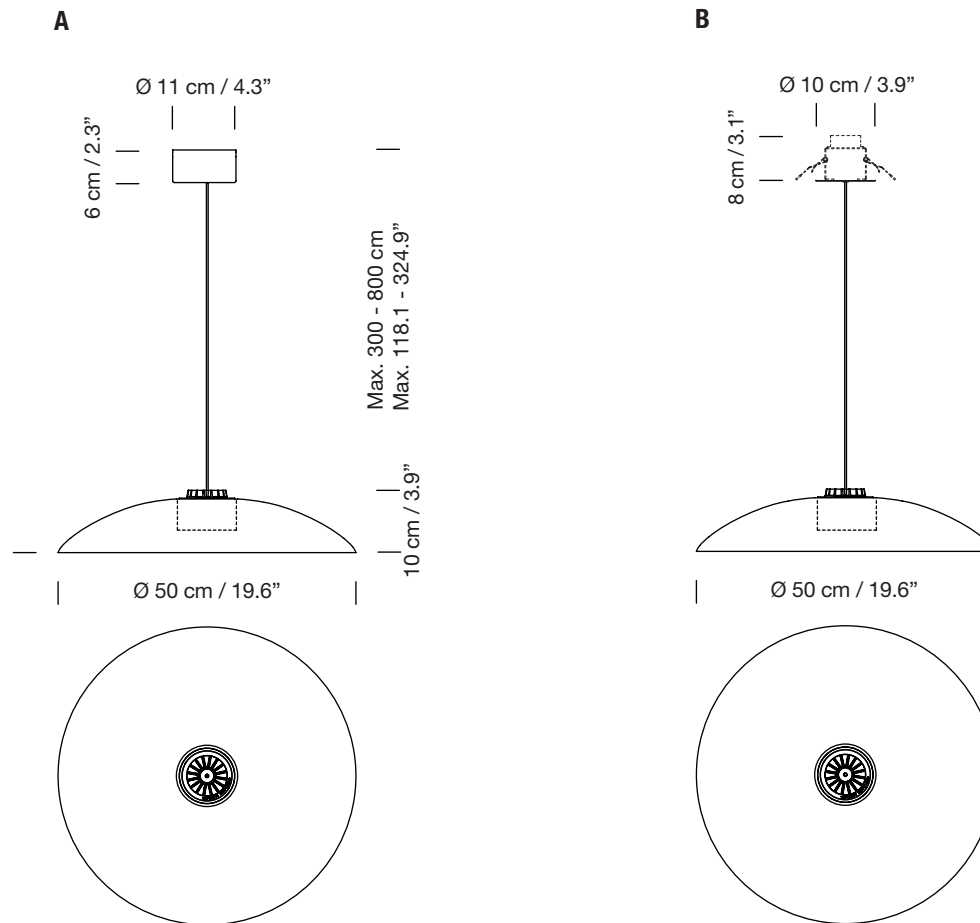 A
B
Ø 11 cm / 4.3”
Ø 10 cm / 3.9”
6 cm / 2.3”
8 cm / 3.1”
Max. 300 - 800 cm
Max. 118.1 - 324.9”
10 cm / 3.9”
Ø 50 cm / 19.6”
Ø 50 cm / 19.6”